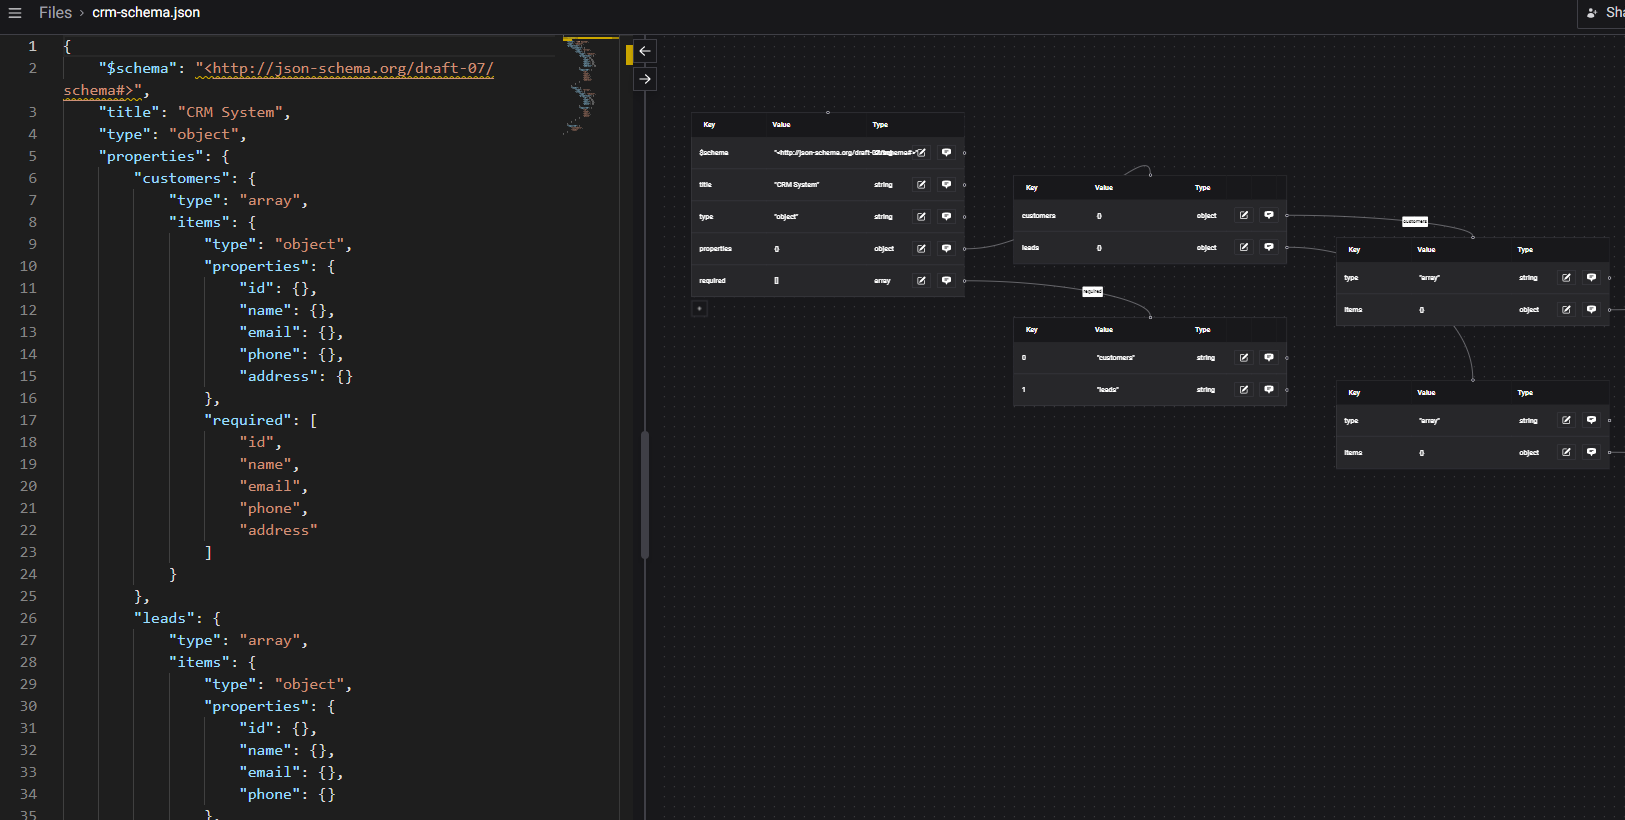 Files › crm-schema.json
Sha
1 {
2 "$schema": "<http://json-schema.org/draft-07/
schema#>",
3 "title": "CRM System",
4 "type": "object",
5 "properties": {
6 "customers": {
7 "type": "array",
8 "items": {
9 "type": "object",
10 "properties": {
11 "id": {},
12 "name": {},
13 "email": {},
14 "phone": {},
15 "address": {}
16 },
17 "required": [
18 "id",
19 "name",
20 "email",
21 "phone",
22 "address"
23 ]
24 }
25 },
26 "leads": {
27 "type": "array",
28 "items": {
29 "type": "object",
30 "properties": {
31 "id": {},
32 "name": {},
33 "email": {},
34 "phone": {}
35 },
Key Value Type
$schema "<http://json-schema.org/draft-07/schema#>"
title "CRM System" string
type "object" string
properties {} object
required [] array
+
Key Value Type
customers {} object
leads {} object
customers
required
Key Value Type
0 "customers" string
1 "leads" string
Key Value Type
type "array" string
items {} object
Key Value Type
type "array" string
items {} object